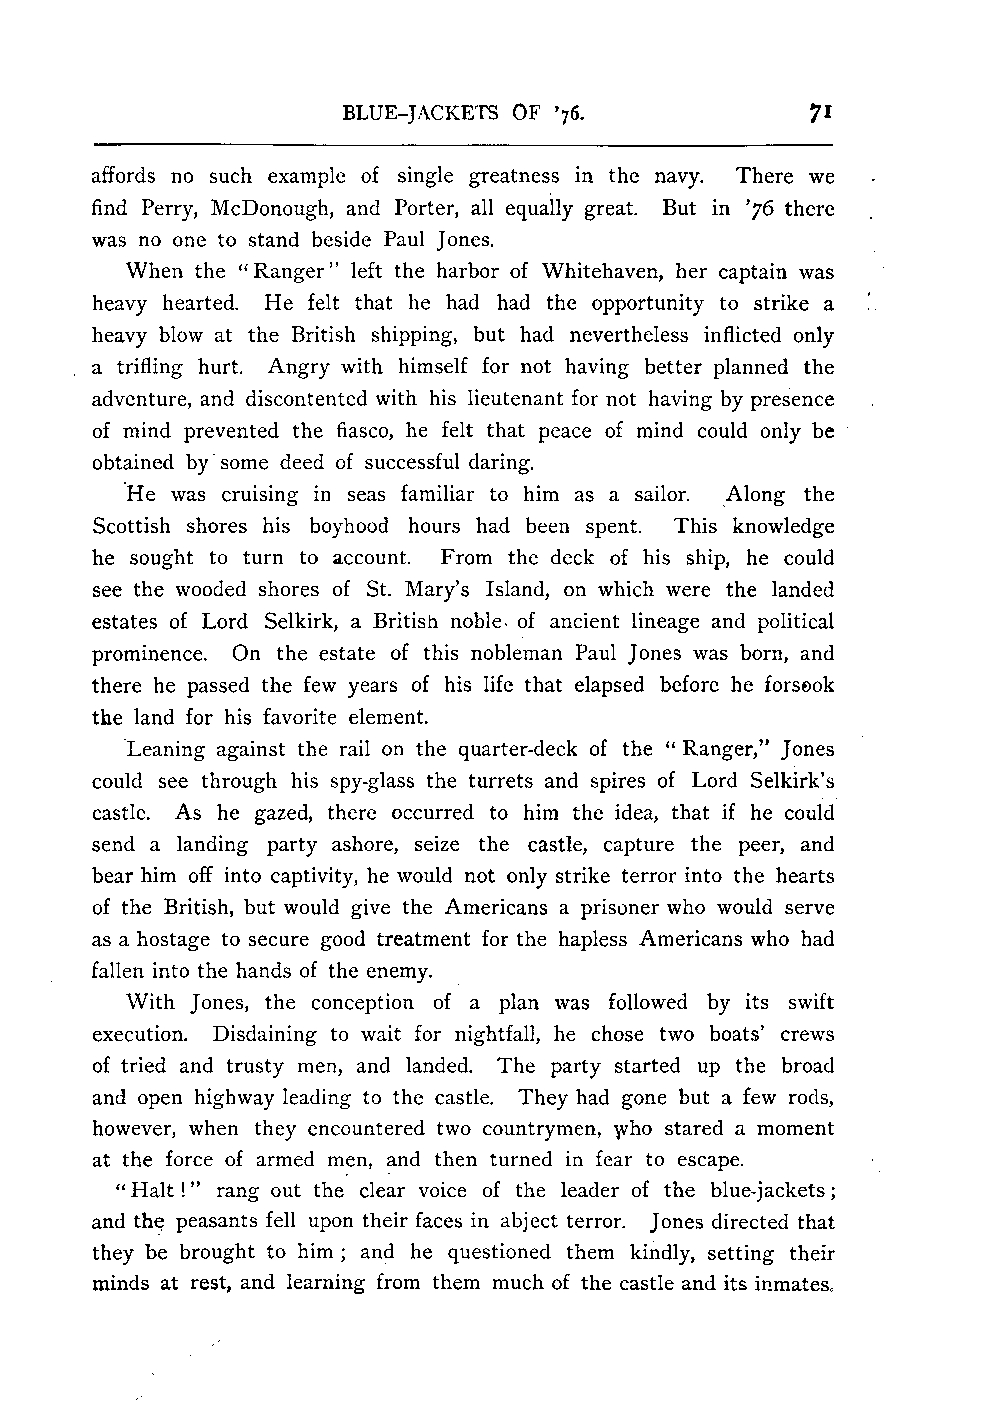 BLUE-JACKETS OF '76. 71
affords no such example of single greatness in the navy. There we
find Perry, McDonough, and Porter, all equally great. But in '76 there
was no one to stand beside Paul Jones.
When the "Ranger" left the harbor of Whitehaven, her captain was
heavy hearted. He felt that he had had the opportunity to strike a
heavy blow at the British shipping, but had nevertheless inflicted only
a trifling hurt. Angry with himself for not having better planned the
adventure, and discontented with his lieutenant for not having by presence
of mind prevented the fiasco, he felt that peace of mind could only be
obtained by some deed of successful daring.
He was cruising in seas familiar to him as a sailor. Along the
Scottish shores his boyhood hours had been spent. This knowledge
he sought to turn to account. From the deck of his ship, he could
see the wooded shores of St. Mary's Island, on which were the landed
estates of Lord Selkirk, a British noble of ancient lineage and political
prominence. On the estate of this nobleman Paul Jones was born, and
there he passed the few years of his life that elapsed before he forsook
the land for his favorite element.
Leaning against the rail on the quarter-deck of the "Ranger," Jones
could see through his spy-glass the turrets and spires of Lord Selkirk's
castle. As he gazed, there occurred to him the idea, that if he could
send a landing party ashore, seize the castle, capture the peer, and
bear him off into captivity, he would not only strike terror into the hearts
of the British, but would give the Americans a prisoner who would serve
as a hostage to secure good treatment for the hapless Americans who had
fallen into the hands of the enemy.
With Jones, the conception of a plan was followed by its swift
execution. Disdaining to wait for nightfall, he chose two boats' crews
of tried and trusty men, and landed. The party started up the broad
and open highway leading to the castle. They had gone but a few rods,
however, when they encountered two countrymen, who stared a moment
at the force of armed men, and then turned in fear to escape.
"Halt!" rang out the clear voice of the leader of the blue-jackets;
and the peasants fell upon their faces in abject terror. Jones directed that
they be brought to him; and he questioned them kindly, setting their
minds at rest, and learning from them much of the castle and its inmates.